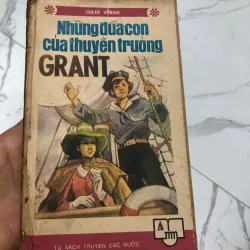 JULES VERNE
Những đứa con
của thuyền trưởng
GRANT
A
TỦ SÁCH TRUYỆN CÁC NƯỚC